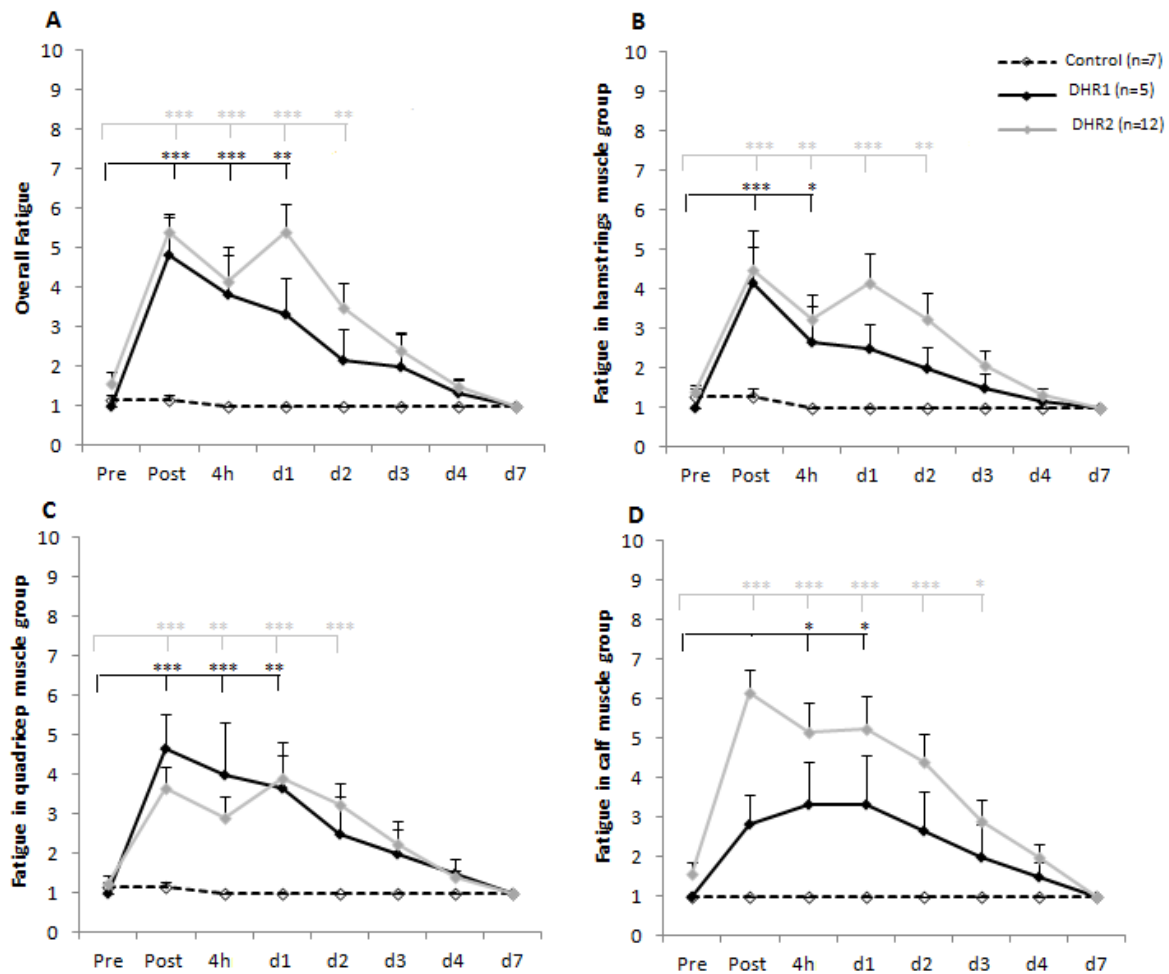 A
Overall Fatigue
10
9
8
7
6
5
4
3
2
1
0
*** *** *** **
*** *** **
Pre Post 4h d1 d2 d3 d4 d7
B
Fatigue in hamstrings muscle group
10
9
8
7
6
5
4
3
2
1
0
*** ** *** **
*** *
Pre Post 4h d1 d2 d3 d4 d7
Control (n=7)
DHR1 (n=5)
DHR2 (n=12)
C
Fatigue in quadricep muscle group
10
9
8
7
6
5
4
3
2
1
0
*** ** *** ***
*** *** **
Pre Post 4h d1 d2 d3 d4 d7
D
Fatigue in calf muscle group
10
9
8
7
6
5
4
3
2
1
0
*** *** *** *** *
* *
Pre Post 4h d1 d2 d3 d4 d7